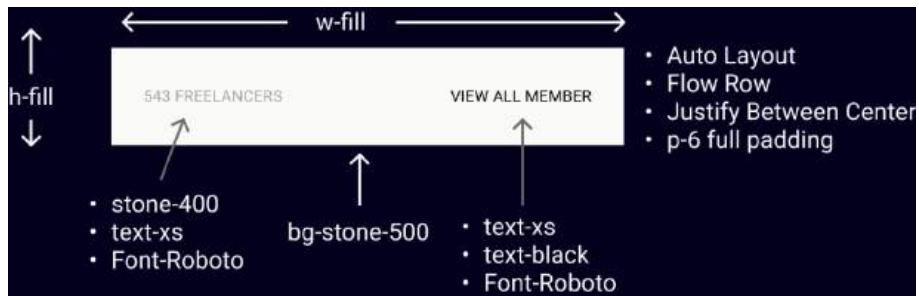 w-fill
h-fill
543 FREELANCERS
VIEW ALL MEMBER
• Auto Layout
• Flow Row
• Justify Between Center
• p-6 full padding
• stone-400
• text-xs
• Font-Roboto
bg-stone-500
• text-xs
• text-black
• Font-Roboto